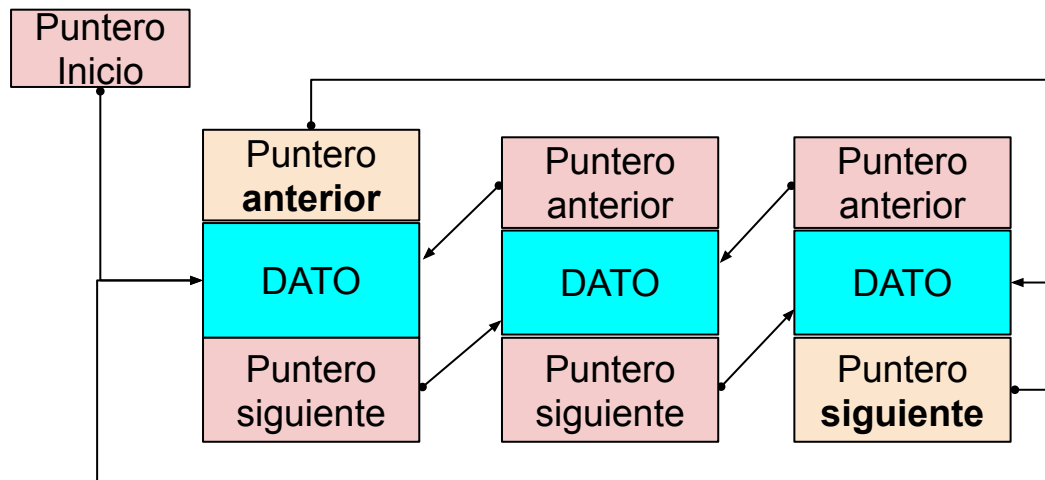 Puntero
Inicio
Puntero
anterior
DATO
Puntero
siguiente
Puntero
anterior
DATO
Puntero
siguiente
Puntero
anterior
DATO
Puntero
siguiente